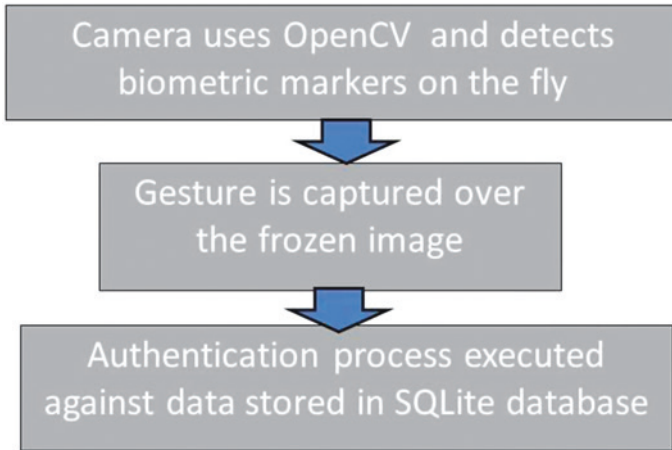 Camera uses OpenCV and detects
biometric markers on the fly
Gesture is captured over
the frozen image
Authentication process executed
against data stored in SQLite database